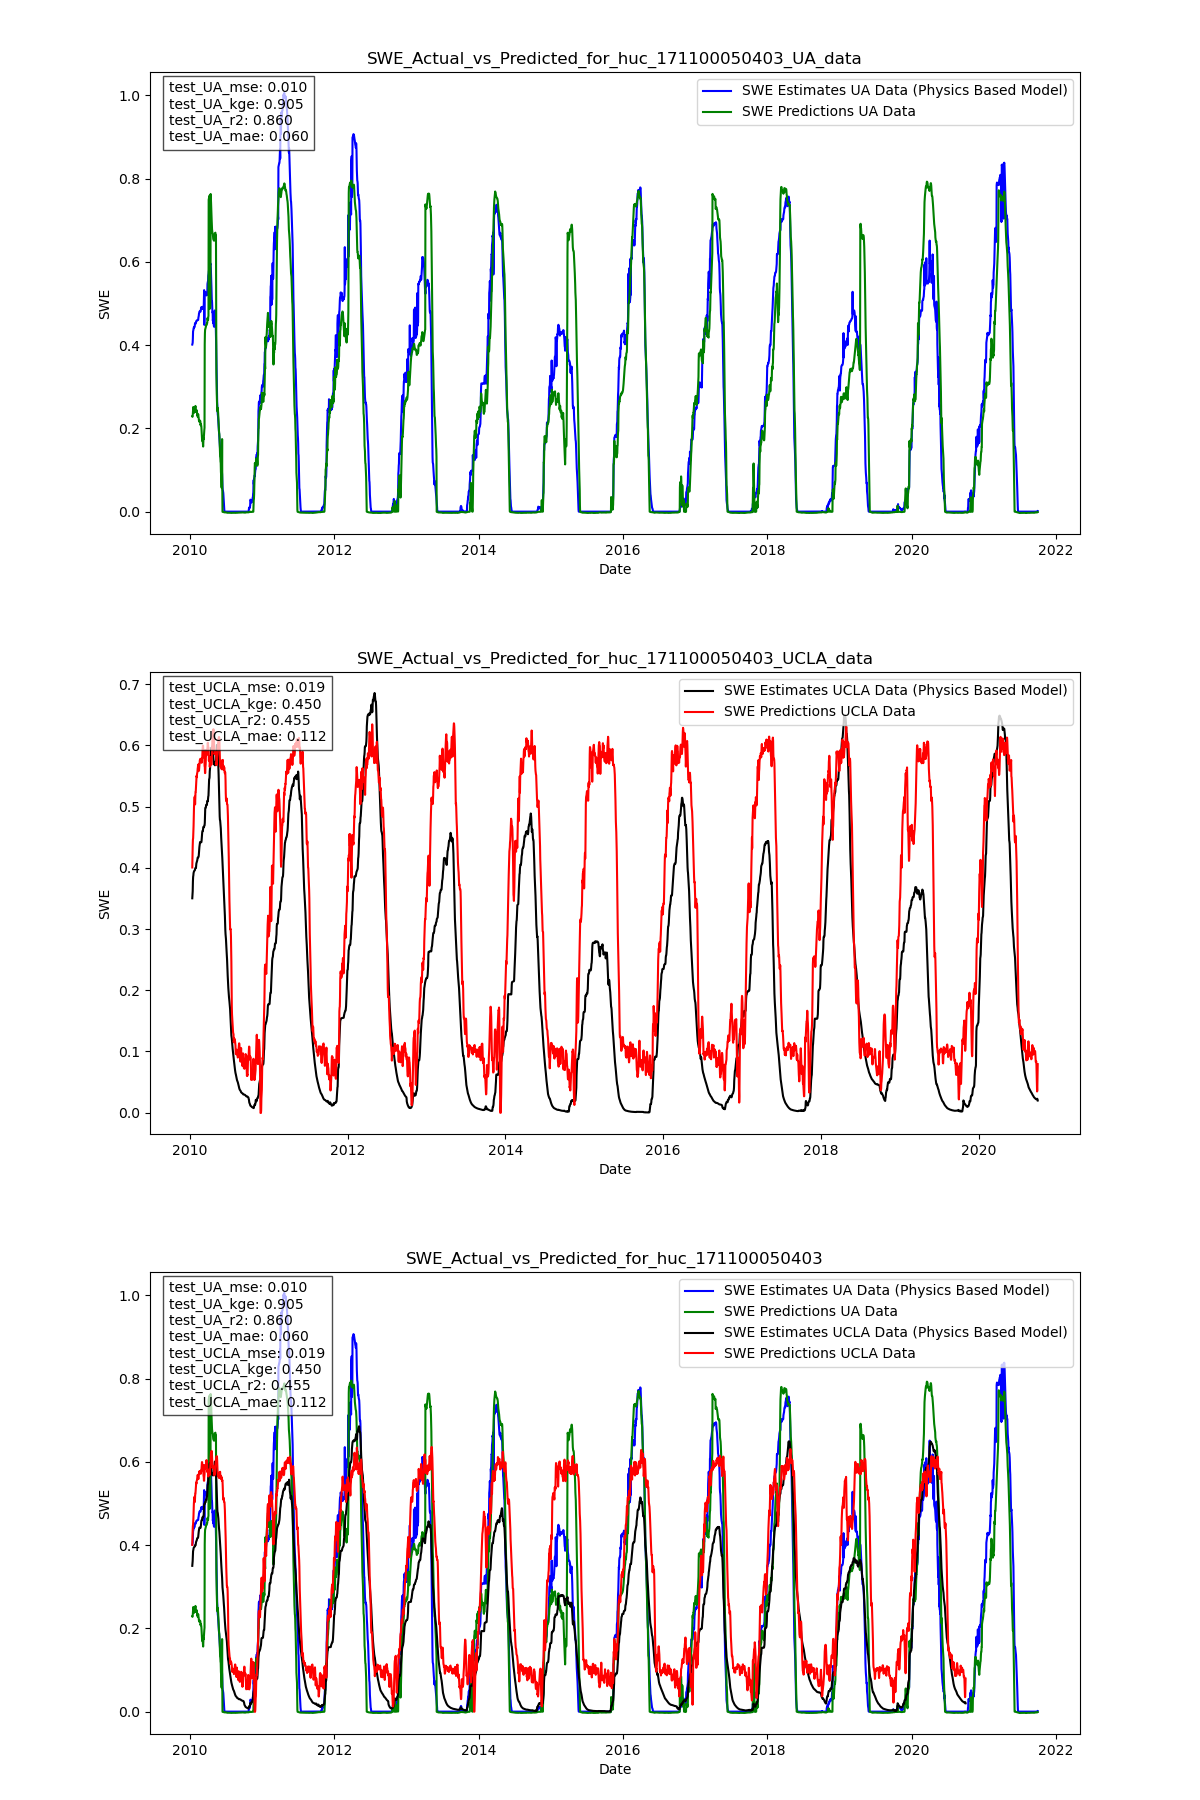 SWE_Actual_vs_Predicted_for_huc_171100050403_UA_data
test_UA_mse: 0.010
test_UA_kge: 0.905
test_UA_r2: 0.860
test_UA_mae: 0.060
SWE Estimates UA Data (Physics Based Model)
SWE Predictions UA Data
1.0
0.8
0.6
0.4
0.2
0.0
SWE
2010 2012 2014 2016 2018 2020 2022
Date
SWE_Actual_vs_Predicted_for_huc_171100050403_UCLA_data
test_UCLA_mse: 0.019
test_UCLA_kge: 0.450
test_UCLA_r2: 0.455
test_UCLA_mae: 0.112
SWE Estimates UCLA Data (Physics Based Model)
SWE Predictions UCLA Data
0.7
0.6
0.5
0.4
0.3
0.2
0.1
0.0
SWE
2010 2012 2014 2016 2018 2020
Date
SWE_Actual_vs_Predicted_for_huc_171100050403
test_UA_mse: 0.010
test_UA_kge: 0.905
test_UA_r2: 0.860
test_UA_mae: 0.060
test_UCLA_mse: 0.019
test_UCLA_kge: 0.450
test_UCLA_r2: 0.455
test_UCLA_mae: 0.112
SWE Estimates UA Data (Physics Based Model)
SWE Predictions UA Data
SWE Estimates UCLA Data (Physics Based Model)
SWE Predictions UCLA Data
1.0
0.8
0.6
0.4
0.2
0.0
SWE
2010 2012 2014 2016 2018 2020 2022
Date